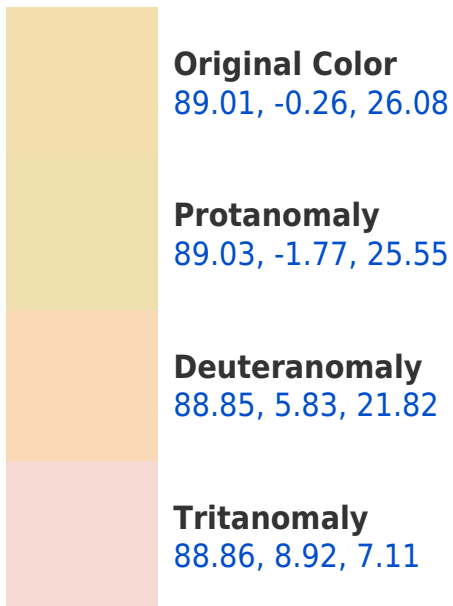 Original Color
89.01, -0.26, 26.08
Protanomaly
89.03, -1.77, 25.55
Deuteranomaly
88.85, 5.83, 21.82
Tritanomaly
88.86, 8.92, 7.11